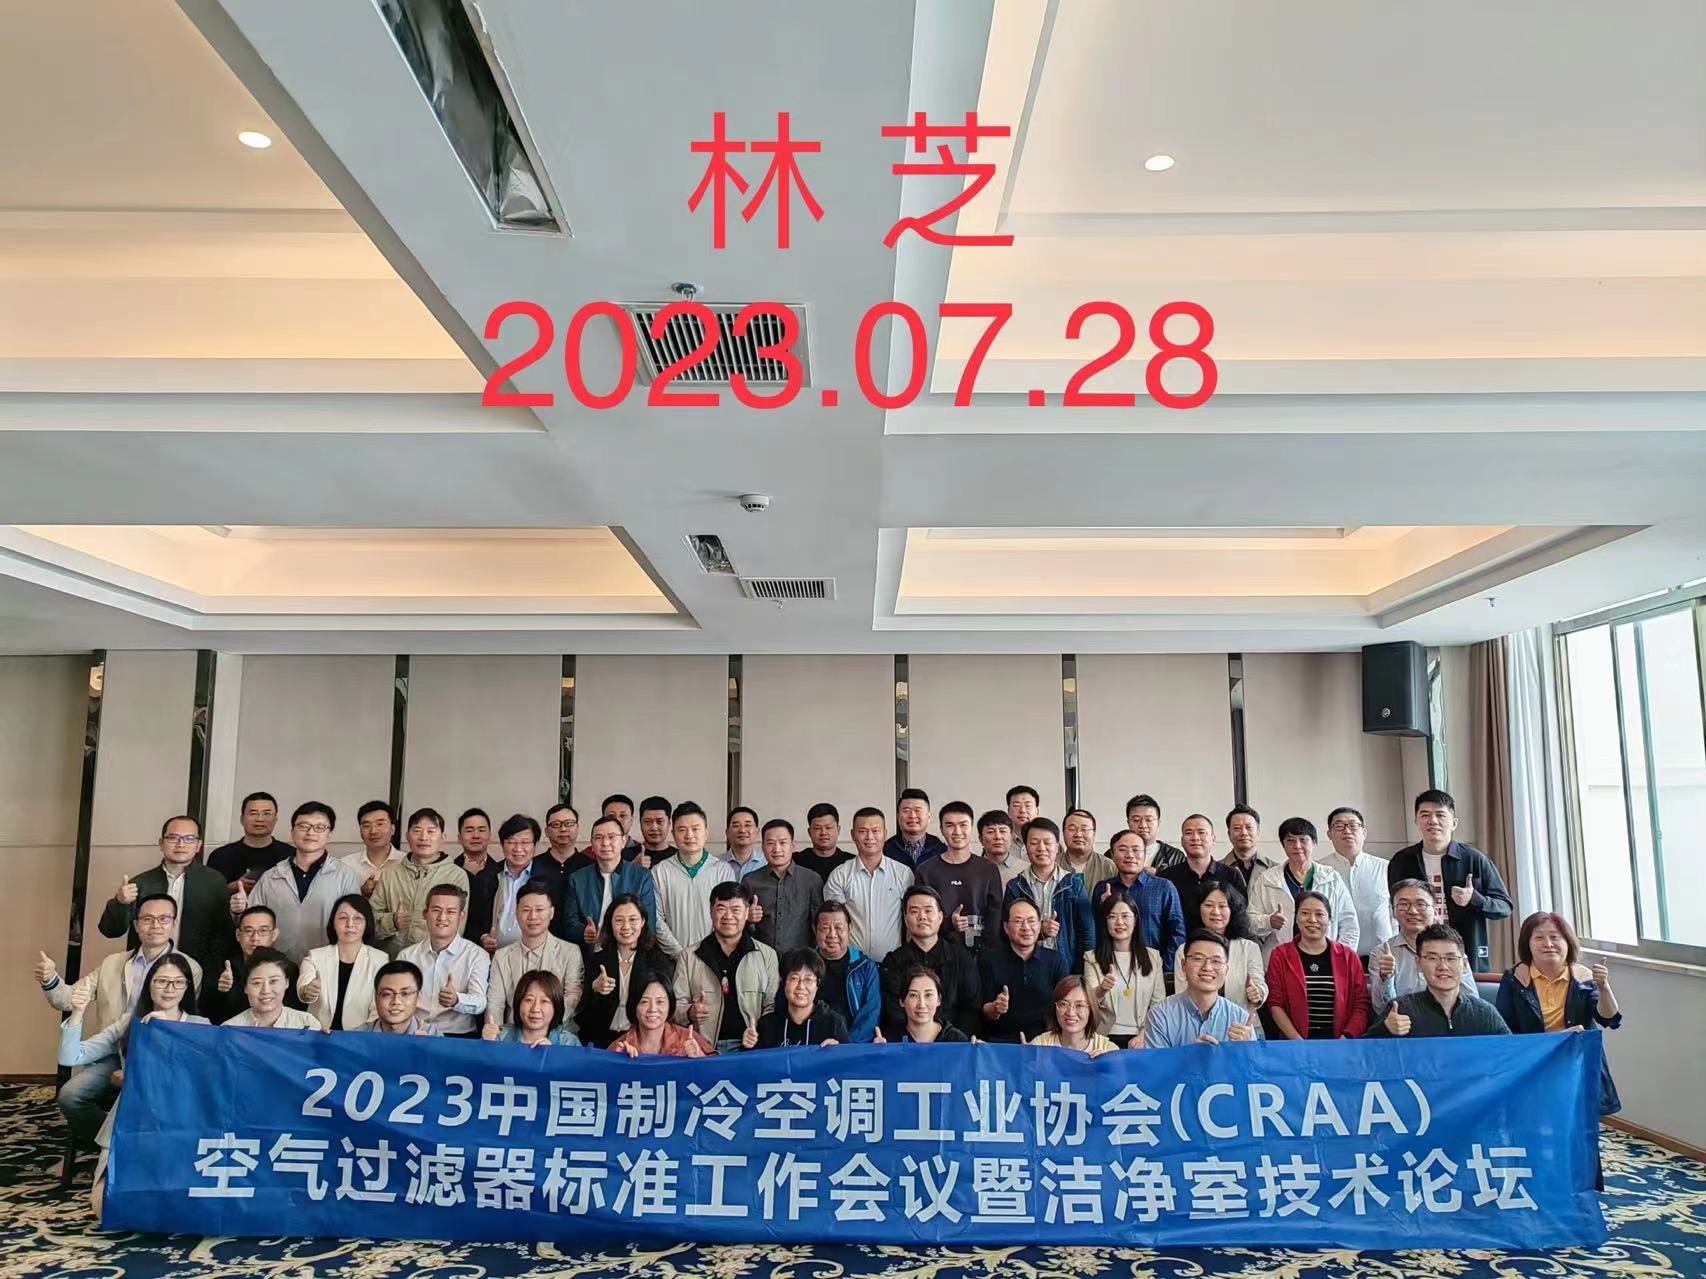 林 芝
2023.07.28
FILA
2023中国制冷空调工业协会(CRAA)
空气过滤器标准工作会议暨洁净室技术论坛